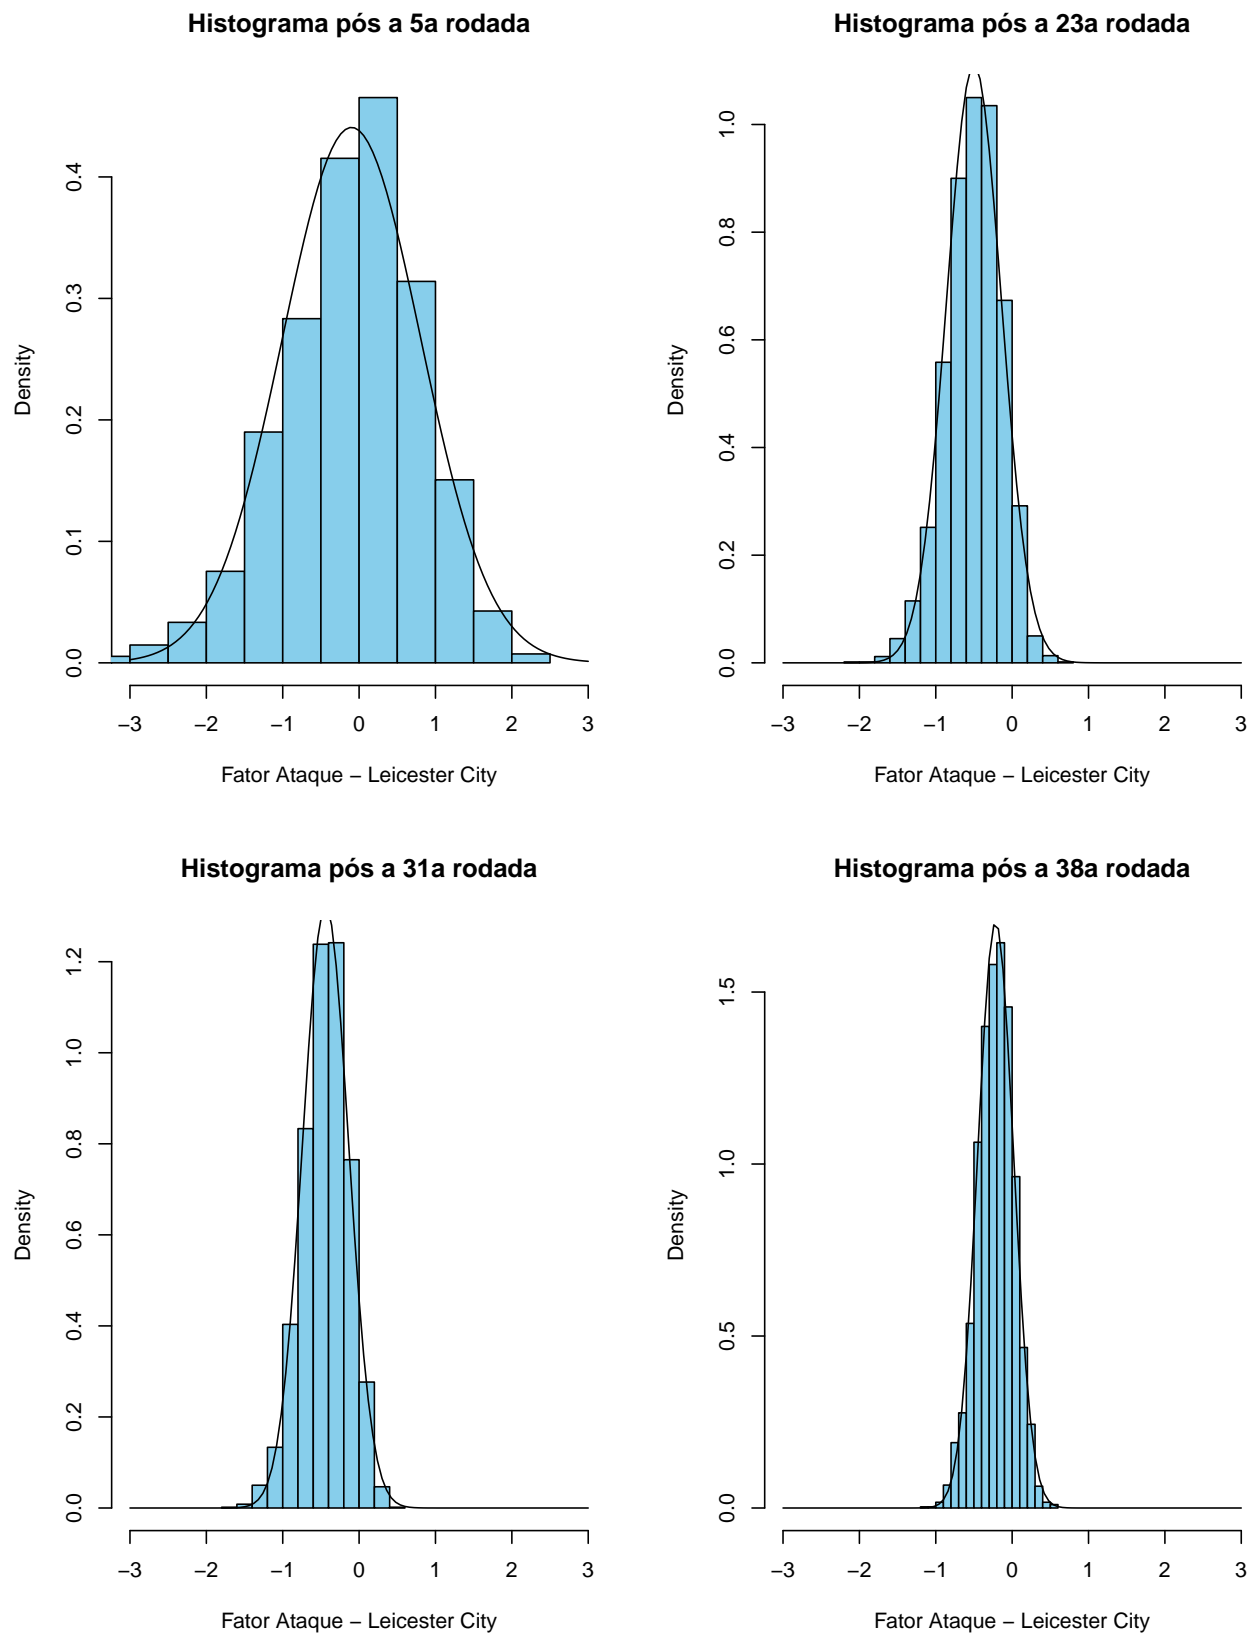 Histograma pós a 5a rodada
Density
0.0 0.1 0.2 0.3 0.4
−3 −2 −1 0 1 2 3
Fator Ataque − Leicester City
Histograma pós a 23a rodada
Density
0.0 0.2 0.4 0.6 0.8 1.0
−3 −2 −1 0 1 2 3
Fator Ataque − Leicester City
Histograma pós a 31a rodada
Density
0.0 0.2 0.4 0.6 0.8 1.0 1.2
−3 −2 −1 0 1 2 3
Fator Ataque − Leicester City
Histograma pós a 38a rodada
Density
0.0 0.5 1.0 1.5
−3 −2 −1 0 1 2 3
Fator Ataque − Leicester City